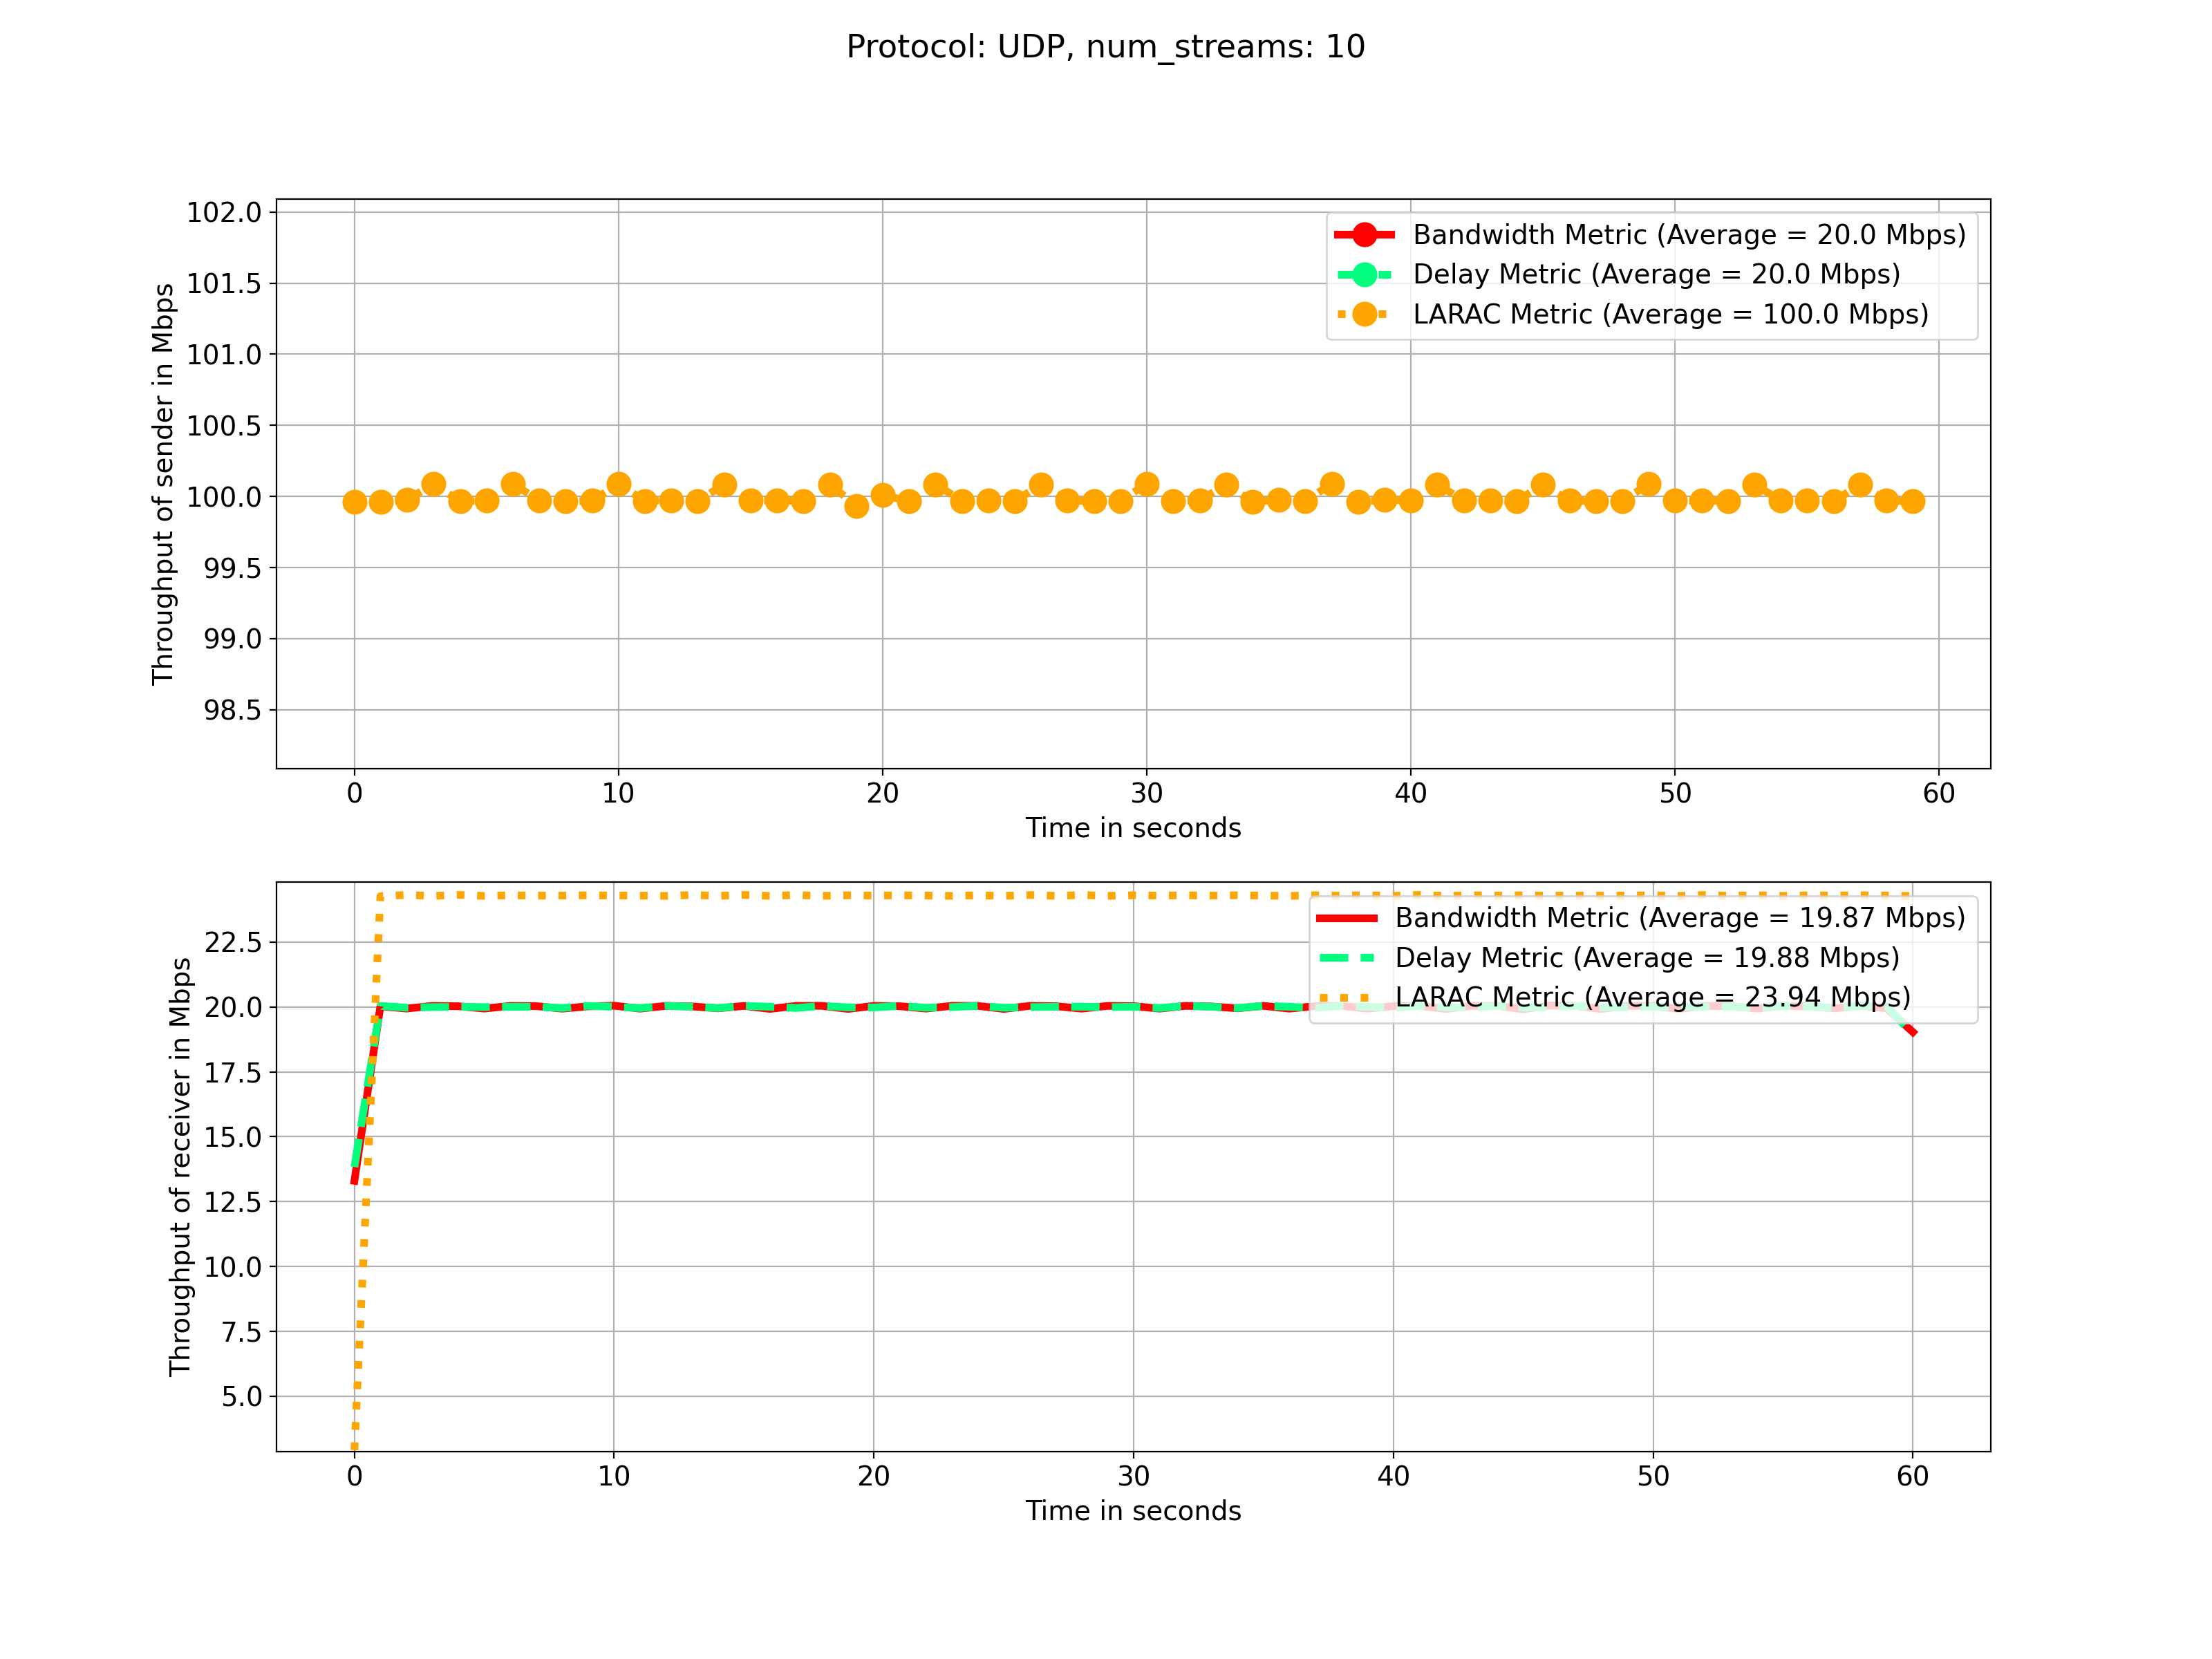 Protocol: UDP, num_streams: 10
Throughput of sender in Mbps
102.0
101.5
101.0
100.5
100.0
99.5
99.0
98.5
Bandwidth Metric (Average = 20.0 Mbps)
Delay Metric (Average = 20.0 Mbps)
LARAC Metric (Average = 100.0 Mbps)
0 10 20 30 40 50 60
Time in seconds
Throughput of receiver in Mbps
22.5
20.0
17.5
15.0
12.5
10.0
7.5
5.0
Bandwidth Metric (Average = 19.87 Mbps)
Delay Metric (Average = 19.88 Mbps)
LARAC Metric (Average = 23.94 Mbps)
0 10 20 30 40 50 60
Time in seconds